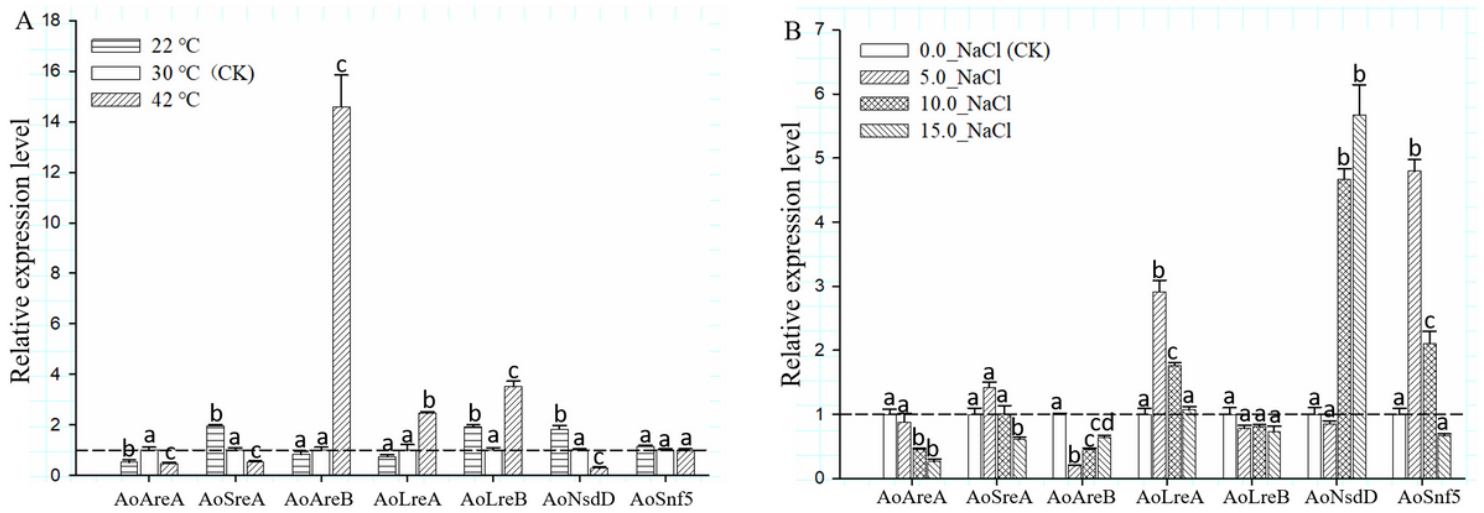 A
Relative expression level
18
16
14
12
10
8
6
4
2
0
22 ℃
30 ℃ (CK)
42 ℃
b a c
b a c
a a c
a a b
b a c
b a c
a a a
AoAreA AoSreA AoAreB AoLreA AoLreB AoNsdD AoSnf5
B
Relative expression level
7
6
5
4
3
2
1
0
0.0_NaCl (CK)
5.0_NaCl
10.0_NaCl
15.0_NaCl
a a b b
a a a b
a b c cd
a b c a
a a a a
a a b b
a b c a
AoAreA AoSreA AoAreB AoLreA AoLreB AoNsdD AoSnf5